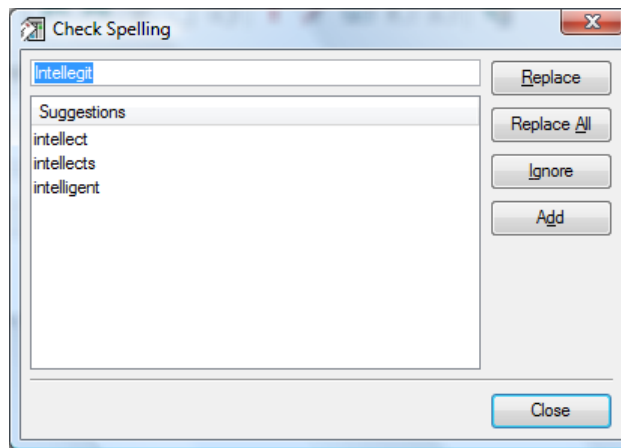 Check Spelling
Intellegit
Replace
Suggestions
Replace All
intellect
intellects
Ignore
intelligent
Add
Close